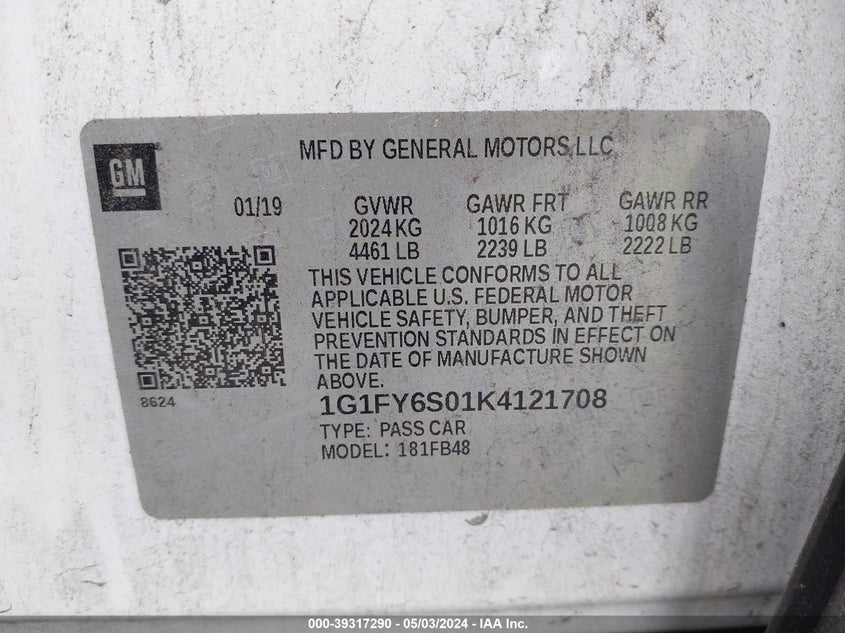 GM
MFD BY GENERAL MOTORS LLC
01/19 GVWR GAWR FRT GAWR RR
2024 KG 1016 KG 1008 KG
4461 LB 2239 LB 2222 LB
THIS VEHICLE CONFORMS TO ALL
APPLICABLE U.S. FEDERAL MOTOR
VEHICLE SAFETY, BUMPER, AND THEFT
PREVENTION STANDARDS IN EFFECT ON
THE DATE OF MANUFACTURE SHOWN
ABOVE.
8624
1G1FY6S01K4121708
TYPE: PASS CAR
MODEL: 181FB48
000-39317290 - 05/03/2024 - IAA Inc.